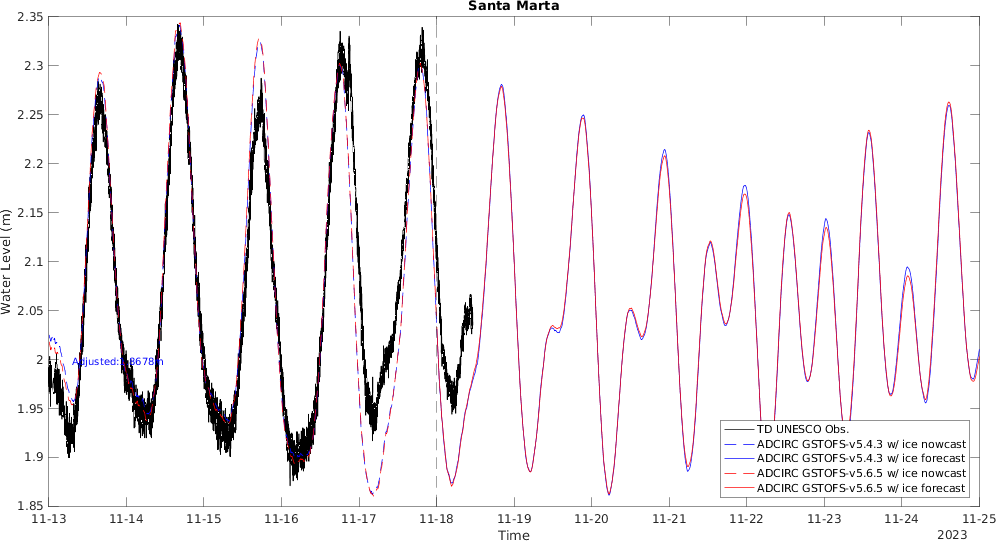 Santa Marta
2.35
2.3
2.25
2.2
2.15
2.1
2.05
2
1.95
1.9
1.85
Water Level (m)
TD UNESCO Obs.
ADCIRC GSTOFS-v5.4.3 w/ ice nowcast
ADCIRC GSTOFS-v5.4.3 w/ ice forecast
ADCIRC GSTOFS-v5.6.5 w/ ice nowcast
ADCIRC GSTOFS-v5.6.5 w/ ice forecast
11-13 11-14 11-15 11-16 11-17 11-18 11-19 11-20 11-21 11-22 11-23 11-24 11-25
Time
2023